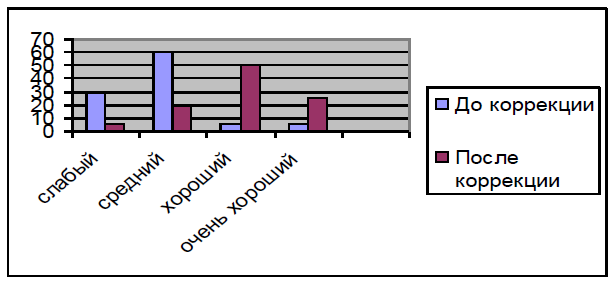 70
60
50
40
30
20
10
0
слабый
средний
хороший
очень хороший
До коррекции
После
коррекции